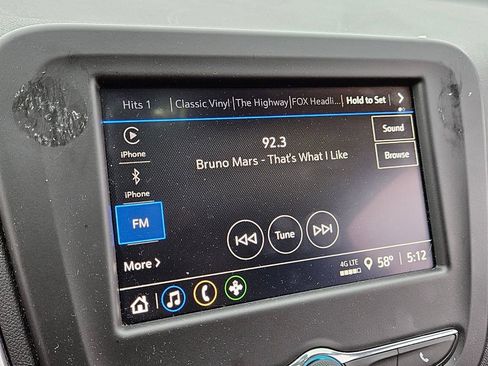 Hits 1 Classic Vinyl The Highway FOX Headli... Hold to Set
iPhone
92.3
Sound
Bruno Mars - That's What I Like
Browse
iPhone
FM
Tune
More
4G LTE
58° 5:12